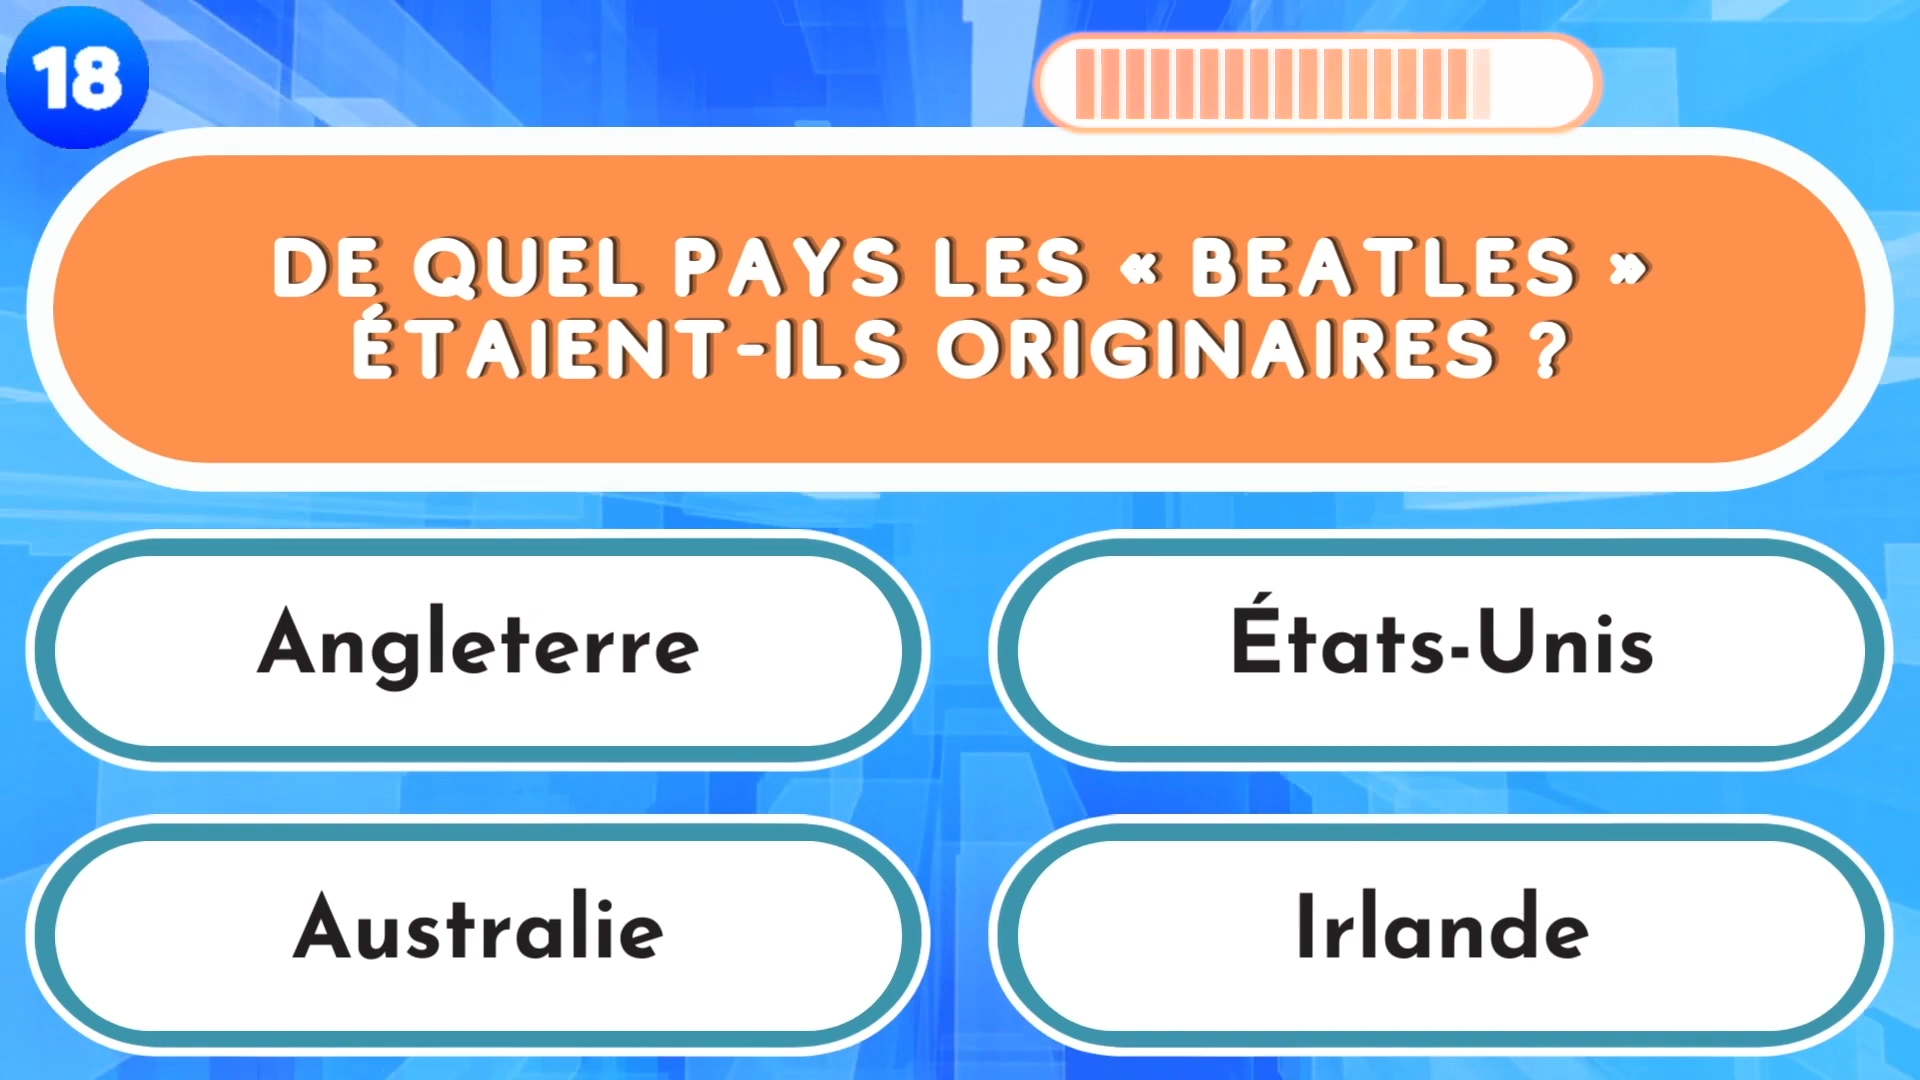 18
DE QUEL PAYS LES « BEATLES »
ÉTAIENT-ILS ORIGINAIRES ?
Angleterre
États-Unis
Australie
Irlande